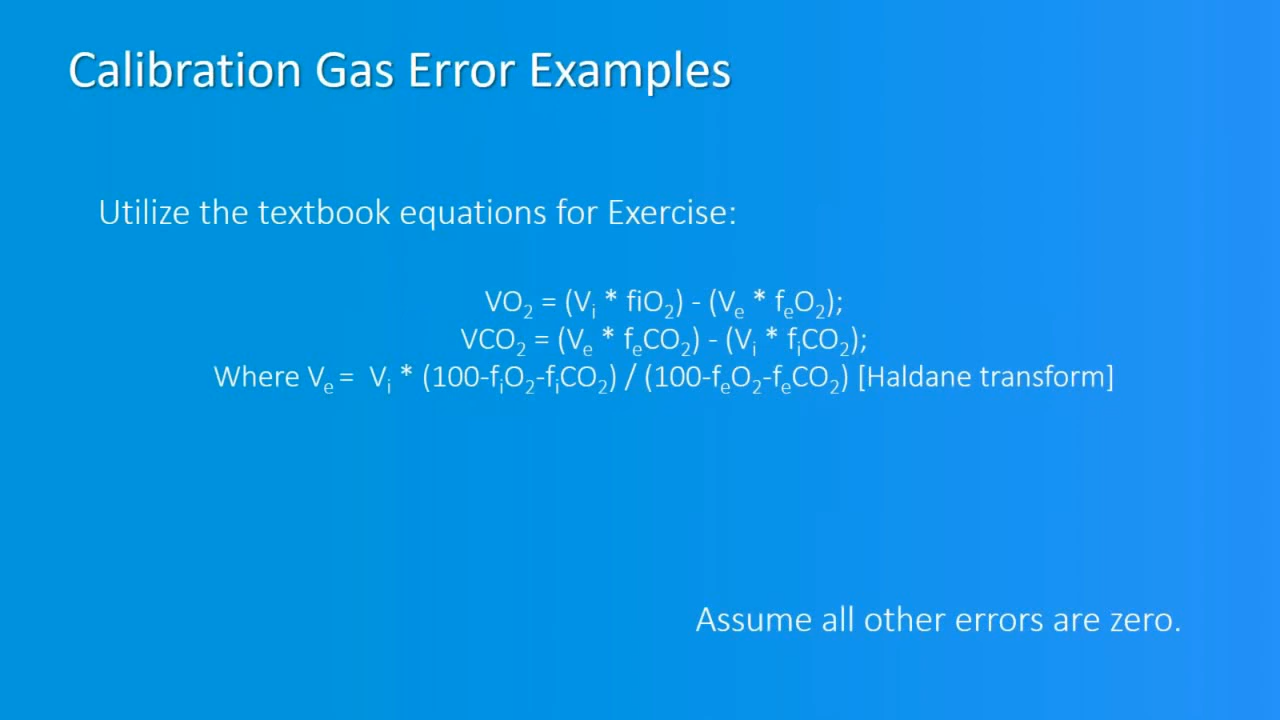 Calibration Gas Error Examples
Utilize the textbook equations for Exercise:
VO₂ = (Vᵢ * fiO₂) - (Vₑ * fₑO₂);
VCO₂ = (Vₑ * fₑCO₂) - (Vᵢ * fᵢCO₂);
Where Vₑ = Vᵢ * (100-fᵢO₂-fᵢCO₂) / (100-fₑO₂-fₑCO₂) [Haldane transform]
Assume all other errors are zero.